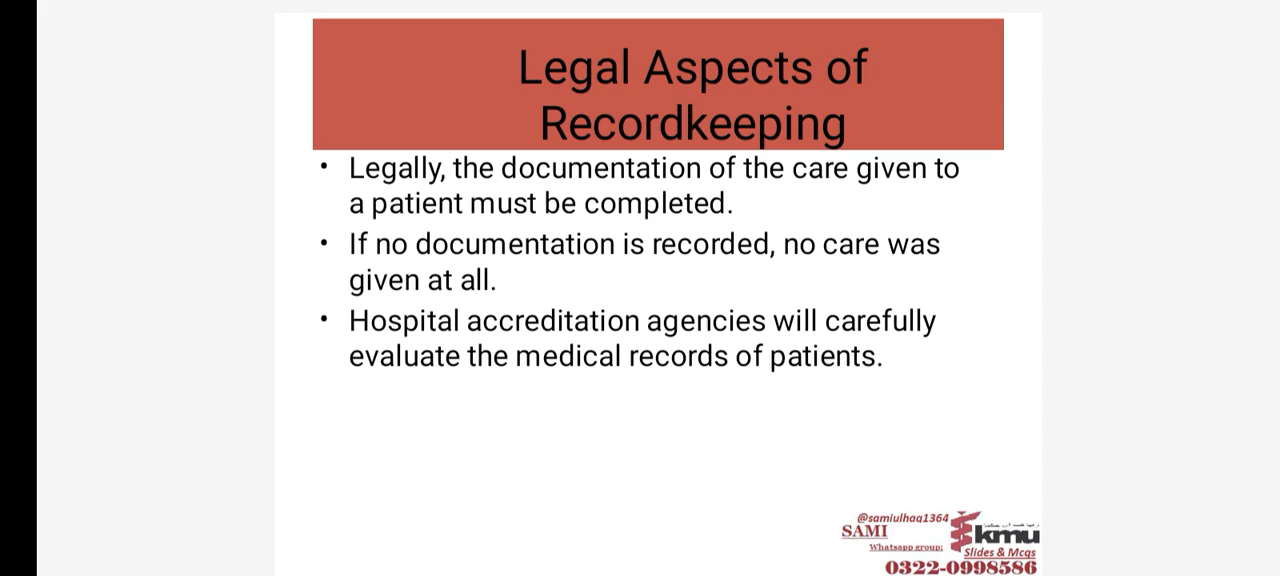 Legal Aspects of
Recordkeeping
• Legally, the documentation of the care given to
a patient must be completed.
• If no documentation is recorded, no care was
given at all.
• Hospital accreditation agencies will carefully
evaluate the medical records of patients.
@samiulhaq1364
SAMI
kmu
Whatsapp group:
Slides & Mcqs
0322-0998586